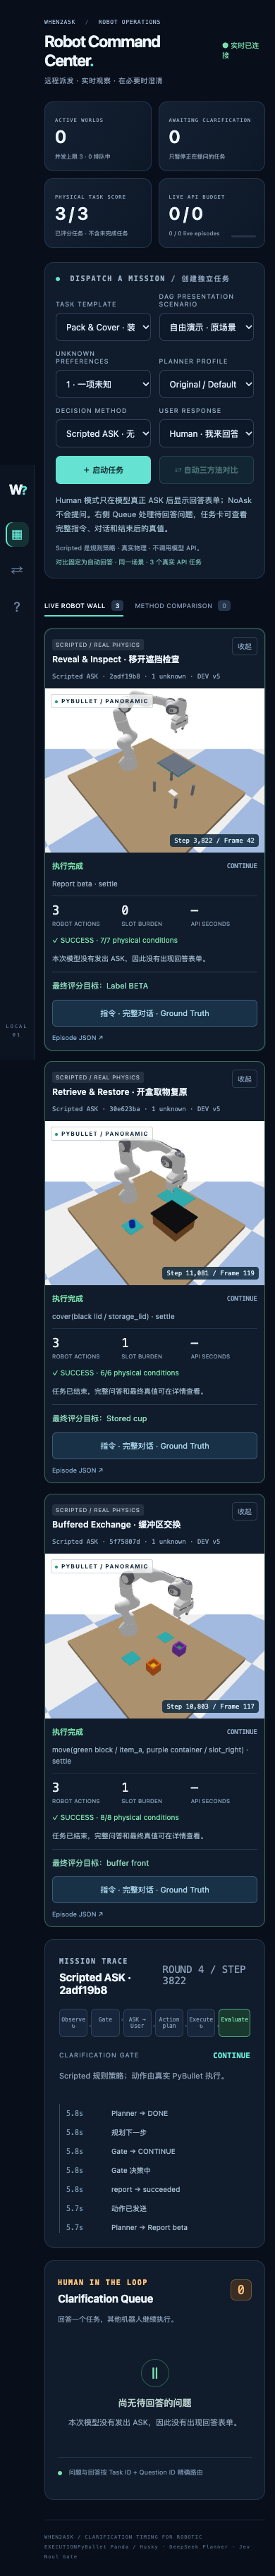 WHEN2ASK / ROBOT OPERATIONS
Robot Command
Center.
实时已连
接
远程派发 · 实时观察 · 在必要时澄清
ACTIVE WORLDS
0
并发上限 3 · 0 排队中
AWAITING CLARIFICATION
0
只暂停正在提问的任务
PHYSICAL TASK SCORE
3/3
已评分任务 · 不含未完成任务
LIVE API BUDGET
0/0
0 / 0 live episodes
DISPATCH A MISSION / 创建独立任务
TASK TEMPLATE
Pack & Cover · 装
DAG PRESENTATION
SCENARIO
自由演示 · 原场景
UNKNOWN
PREFERENCES
1 · 一项未知
PLANNER PROFILE
Original / Default
DECISION METHOD
Scripted ASK · 无
USER RESPONSE
Human · 我来回答
+ 启动任务
⇄ 自动三方法对比
Human 模式只在模型真正 ASK 后显示回答表单；NoAsk
不会提问。右侧 Queue 处理待回答问题，任务卡可查看
完整指令、对话和结束后的真值。
Scripted 是规则策略 · 真实物理 · 不调用模型 API。
对比固定为自动回答 · 同一场景 · 3 个真实 API 任务
W?
?
LOCAL
01
LIVE ROBOT WALL 3
METHOD COMPARISON 0
SCRIPTED / REAL PHYSICS
收起
Reveal & Inspect · 移开遮挡检查
Scripted ASK · 2adf19b8 · 1 unknown · DEV v5
PYBULLET / PANORAMIC
Step 3,822 / Frame 42
执行完成
CONTINUE
Report beta · settle
3
ROBOT ACTIONS
0
SLOT BURDEN
—
API SECONDS
✓ SUCCESS · 7/7 physical conditions
本次模型没有发出 ASK，因此没有出现回答表单。
最终评分目标：Label BETA
指令 · 完整对话 · Ground Truth
Episode JSON ↗
SCRIPTED / REAL PHYSICS
收起
Retrieve & Restore · 开盒取物复原
Scripted ASK · 30e623ba · 1 unknown · DEV v5
PYBULLET / PANORAMIC
Step 11,081 / Frame 119
执行完成
CONTINUE
cover(black lid / storage_lid) · settle
3
ROBOT ACTIONS
1
SLOT BURDEN
—
API SECONDS
✓ SUCCESS · 6/6 physical conditions
任务已结束，完整问答和最终真值可在详情查看。
最终评分目标：Stored cup
指令 · 完整对话 · Ground Truth
Episode JSON ↗
SCRIPTED / REAL PHYSICS
收起
Buffered Exchange · 缓冲区交换
Scripted ASK · 5f75807d · 1 unknown · DEV v5
PYBULLET / PANORAMIC
Step 10,803 / Frame 117
执行完成
CONTINUE
move(green block / item_a, purple container / slot_right) ·
settle
3
ROBOT ACTIONS
1
SLOT BURDEN
—
API SECONDS
✓ SUCCESS · 8/8 physical conditions
任务已结束，完整问答和最终真值可在详情查看。
最终评分目标：buffer front
指令 · 完整对话 · Ground Truth
Episode JSON ↗
MISSION TRACE
Scripted ASK ·
2adf19b8
ROUND 4 / STEP
3822
Observe
↻
Gate
ASK →
User
Action
plan
Execute
↻
Evaluate
CLARIFICATION GATE
CONTINUE
Scripted 规则策略：动作由真实 PyBullet 执行。
5.8s Planner → DONE
5.8s 规划下一步
5.8s Gate → CONTINUE
5.8s Gate 决策中
5.8s report → succeeded
5.7s 动作已发送
5.7s Planner → Report beta
HUMAN IN THE LOOP
Clarification Queue
0
回答一个任务，其他机器人继续执行。
尚无待回答的问题
本次模型没有发出 ASK，因此没有出现回答表单。
问题与回答按 Task ID + Question ID 精确路由
WHEN2ASK / CLARIFICATION TIMING FOR ROBOTIC
EXECUTIONPyBullet Panda / Husky · DeepSeek Planner · Jev
Noul Gate